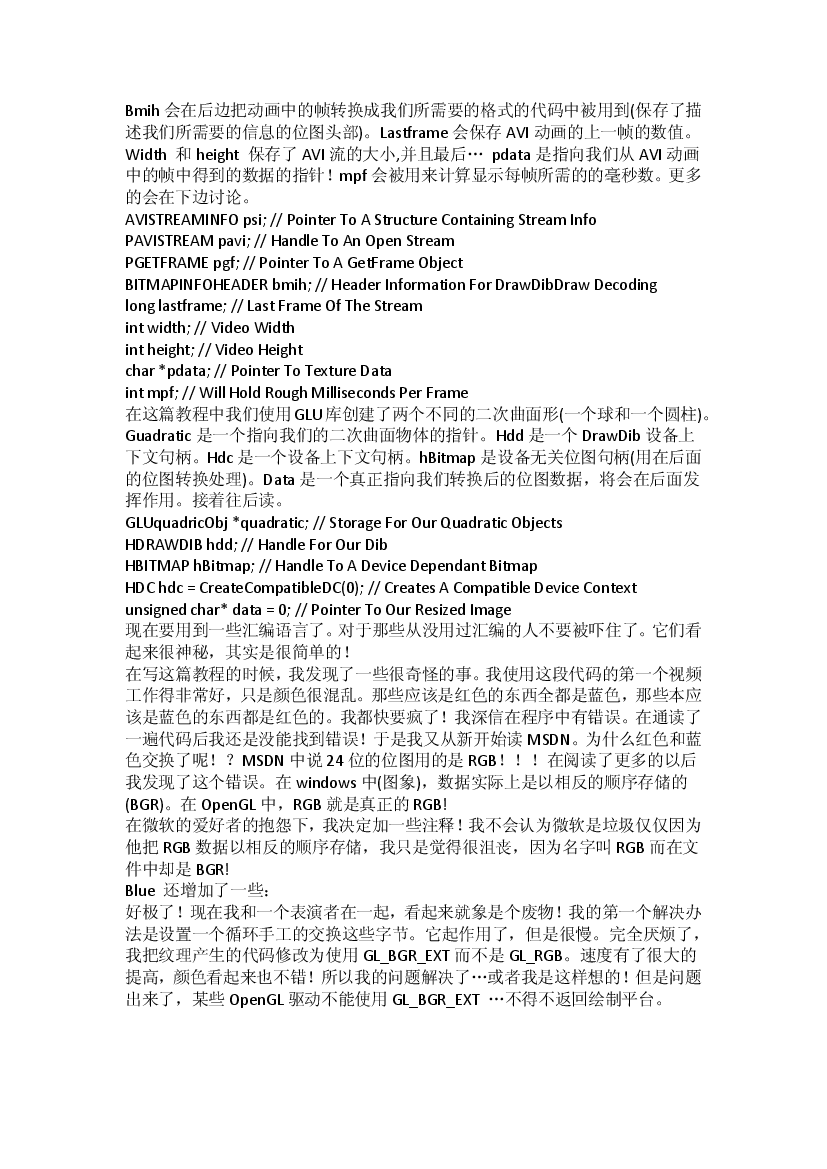 Bmih 会在后边把动画中的帧转换成我们所需要的格式的代码中被用到(保存了描
述我们所需要的信息的位图头部)。Lastframe 会保存 AVI 动画的上一帧的数值。
Width 和 height 保存了 AVI 流的大小,并且最后… pdata 是指向我们从 AVI 动画
中的帧中得到的数据的指针！mpf 会被用来计算显示每帧所需的的毫秒数。更多
的会在下边讨论。
AVISTREAMINFO psi; // Pointer To A Structure Containing Stream Info
PAVISTREAM pavi; // Handle To An Open Stream
PGETFRAME pgf; // Pointer To A GetFrame Object
BITMAPINFOHEADER bmih; // Header Information For DrawDibDraw Decoding
long lastframe; // Last Frame Of The Stream
int width; // Video Width
int height; // Video Height
char *pdata; // Pointer To Texture Data
int mpf; // Will Hold Rough Milliseconds Per Frame
在这篇教程中我们使用 GLU 库创建了两个不同的二次曲面形(一个球和一个圆柱)。
Guadratic 是一个指向我们的二次曲面物体的指针。Hdd 是一个 DrawDib 设备上
下文句柄。Hdc 是一个设备上下文句柄。hBitmap 是设备无关位图句柄(用在后面
的位图转换处理)。Data 是一个真正指向我们转换后的位图数据，将会在后面发
挥作用。接着往后读。
GLUquadricObj *quadratic; // Storage For Our Quadratic Objects
HDRAWDIB hdd; // Handle For Our Dib
HBITMAP hBitmap; // Handle To A Device Dependant Bitmap
HDC hdc = CreateCompatibleDC(0); // Creates A Compatible Device Context
unsigned char* data = 0; // Pointer To Our Resized Image
现在要用到一些汇编语言了。对于那些从没用过汇编的人不要被吓住了。它们看
起来很神秘，其实是很简单的！
在写这篇教程的时候，我发现了一些很奇怪的事。我使用这段代码的第一个视频
工作得非常好，只是颜色很混乱。那些应该是红色的东西全都是蓝色，那些本应
该是蓝色的东西都是红色的。我都快要疯了！我深信在程序中有错误。在通读了
一遍代码后我还是没能找到错误！于是我又从新开始读 MSDN。为什么红色和蓝
色交换了呢！？MSDN 中说 24 位的位图用的是 RGB！！！在阅读了更多的以后
我发现了这个错误。在 windows 中(图象)，数据实际上是以相反的顺序存储的
(BGR)。在 OpenGL 中，RGB 就是真正的 RGB!
在微软的爱好者的抱怨下，我决定加一些注释！我不会认为微软是垃圾仅仅因为
他把 RGB 数据以相反的顺序存储，我只是觉得很沮丧，因为名字叫 RGB 而在文
件中却是 BGR!
Blue 还增加了一些：
好极了！现在我和一个表演者在一起，看起来就象是个废物！我的第一个解决办
法是设置一个循环手工的交换这些字节。它起作用了，但是很慢。完全厌烦了，
我把纹理产生的代码修改为使用 GL_BGR_EXT 而不是 GL_RGB。速度有了很大的
提高，颜色看起来也不错！所以我的问题解决了…或者我是这样想的！但是问题
出来了，某些 OpenGL 驱动不能使用 GL_BGR_EXT …不得不返回绘制平台。